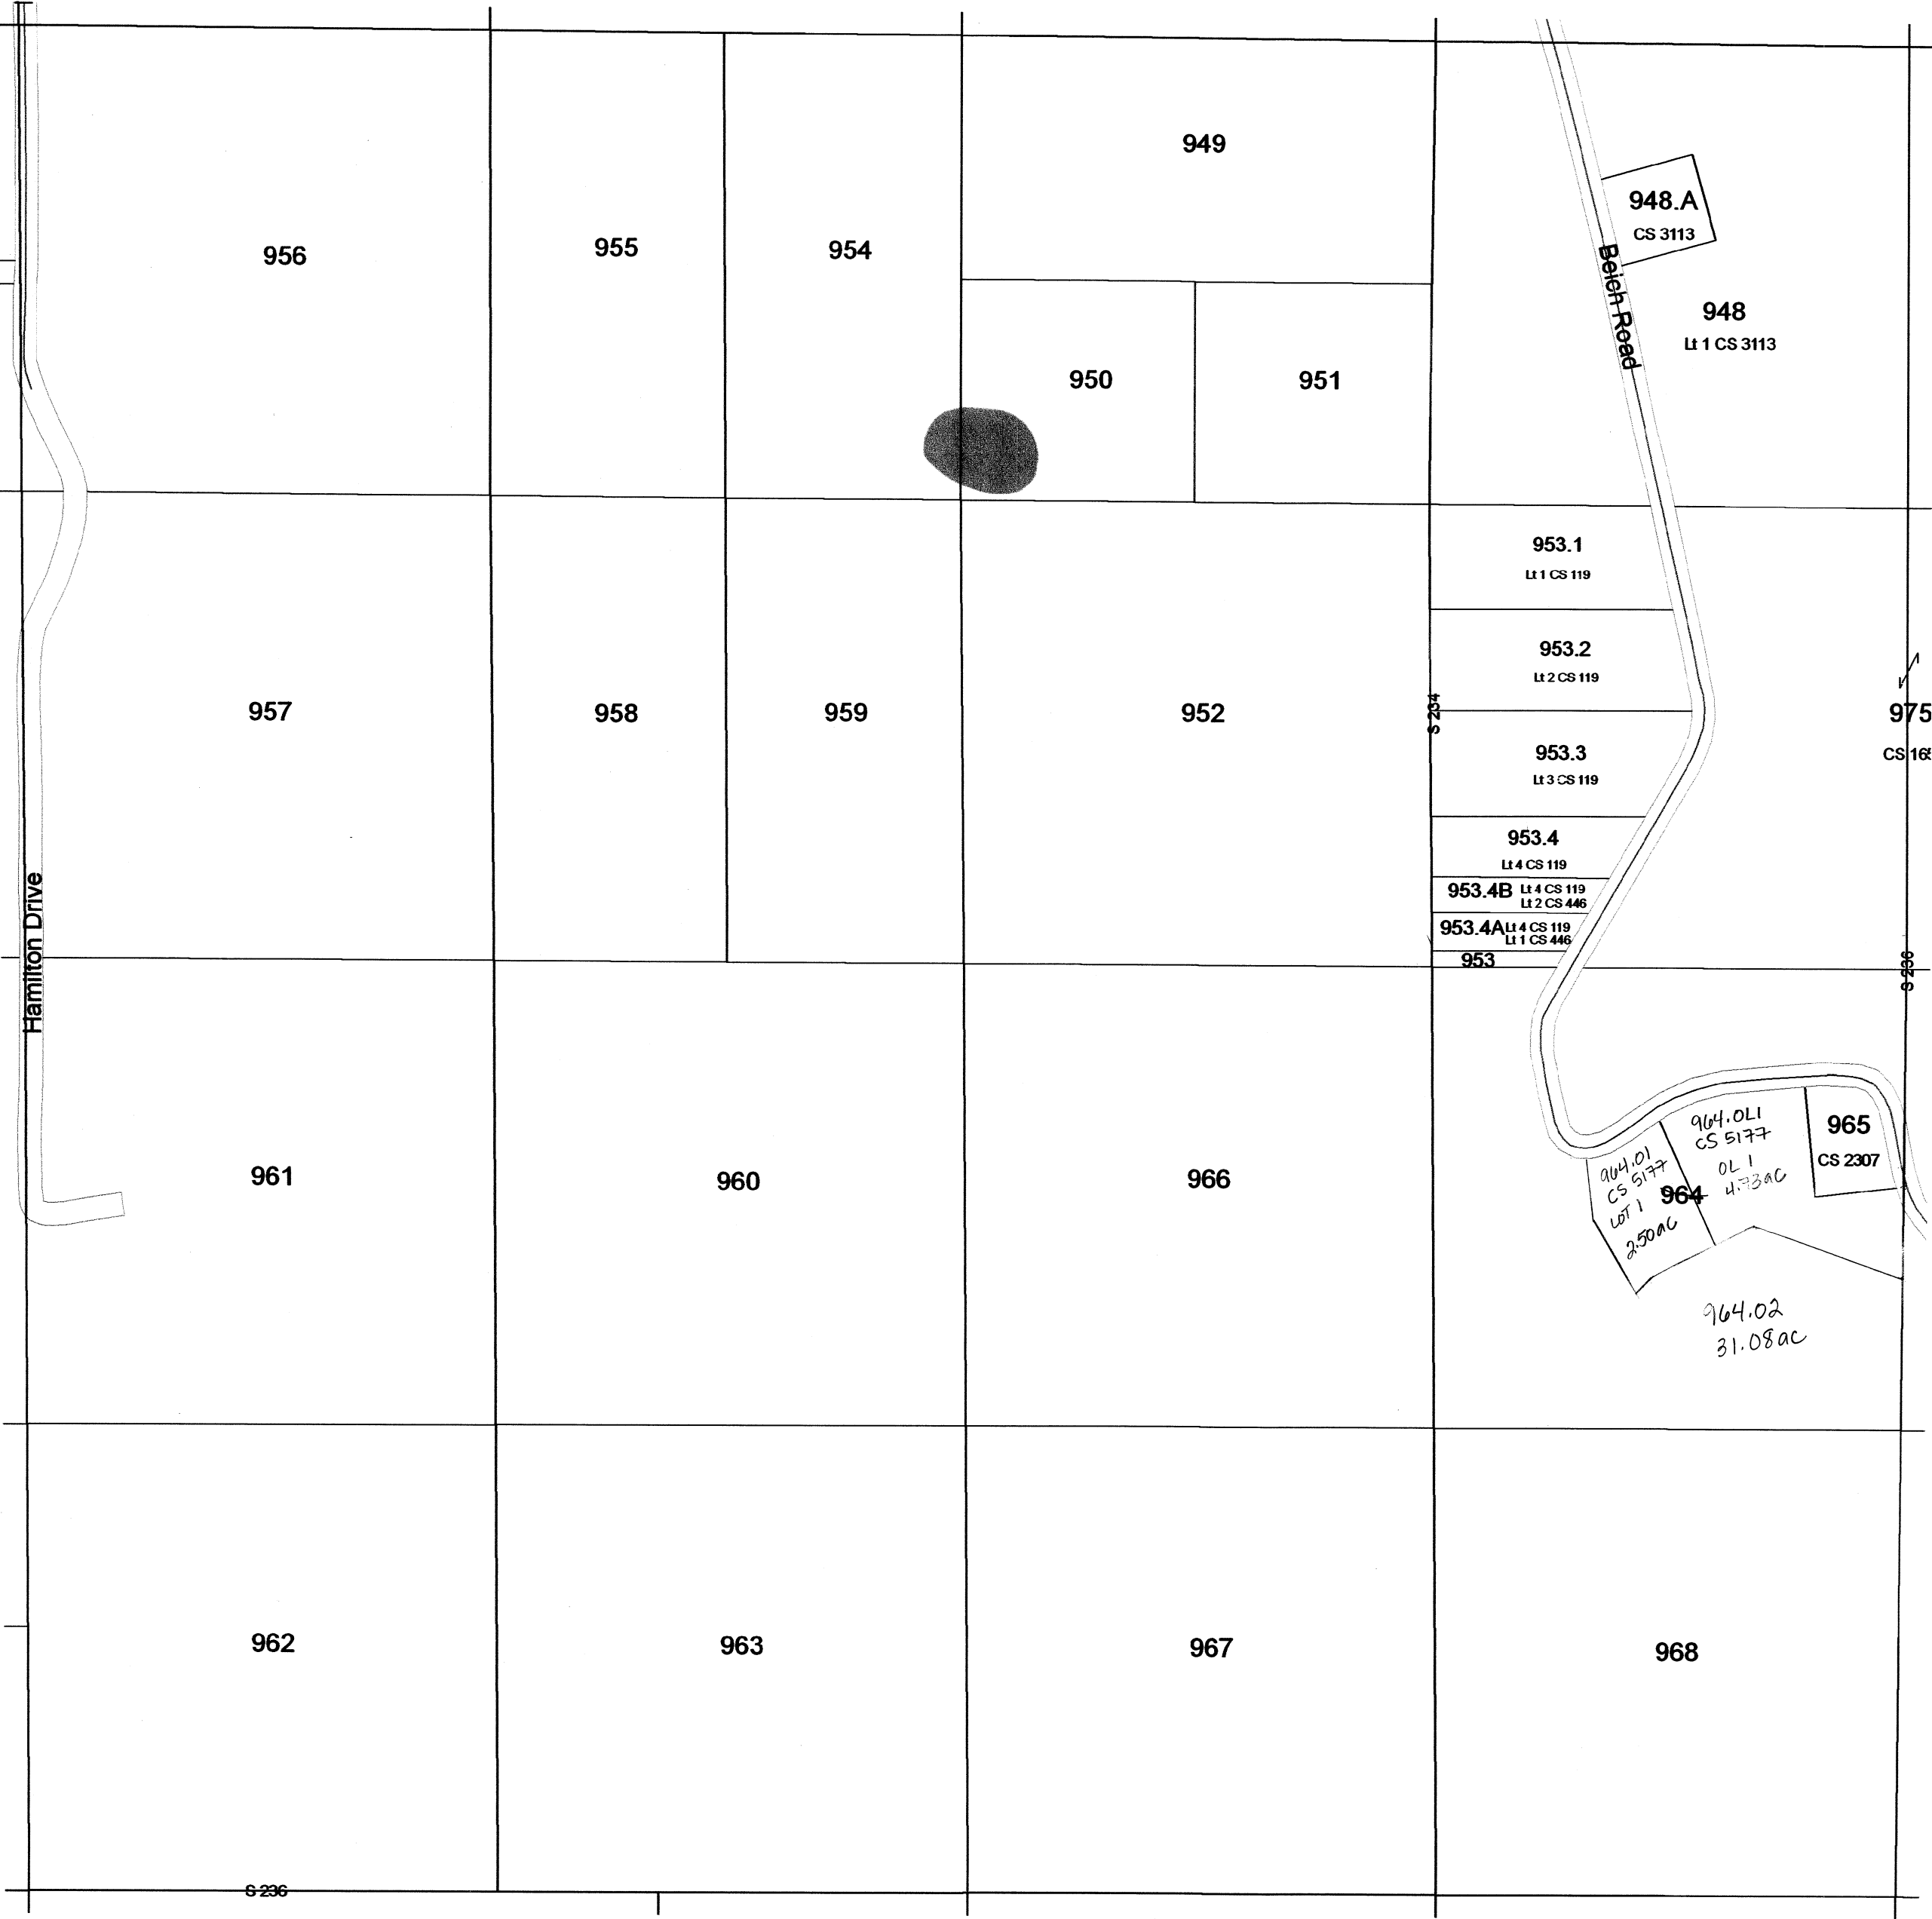 949
948.A
CS 3113
956
955
954
Beich Road
948
Lt 1 CS 3113
950
951
953.1
Lt 1 CS 119
953.2
Lt 2 CS 119
957
958
959
952
S 234
975
953.3
Lt 3 CS 119
953.4
Lt 4 CS 119
953.4B
Lt 4 CS 119
Lt 2 CS 446
953.4A
Lt 4 CS 119
Lt 1 CS 446
953
Hamilton Drive
S 236
964.OL1
CS 5177
OL 1
4.73ac
965
CS 2307
964.01
CS 5177
LOT 1
2.50ac
964
961
960
966
964.02
31.08ac
962
963
967
968
S 236